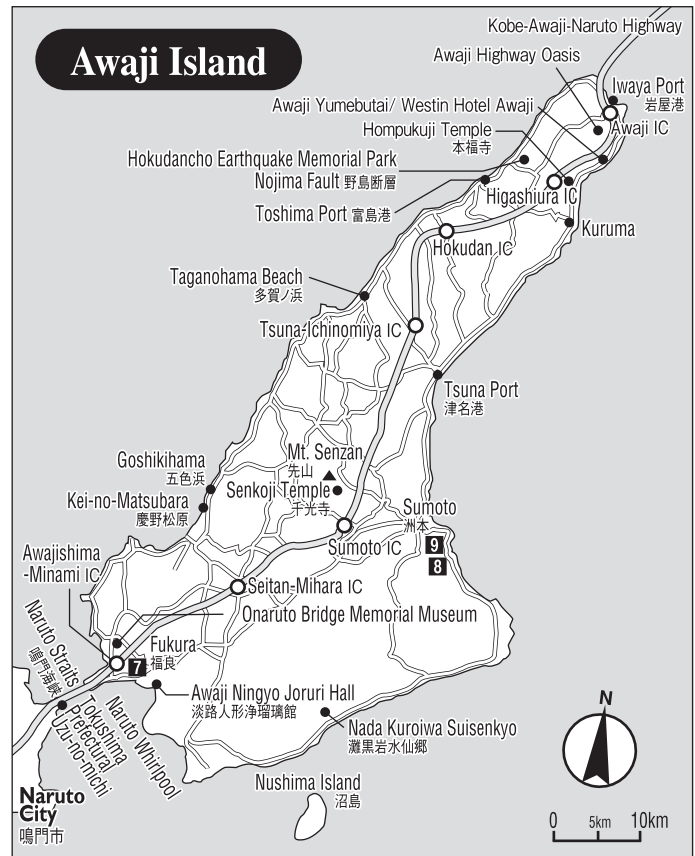 Kobe-Awaji-Naruto Highway
Awaji Island
Awaji Highway Oasis
Iwaya Port
岩屋港
Awaji Yumebutai/ Westin Hotel Awaji
Awaji IC
Hompukuji Temple
本福寺
Hokudancho Earthquake Memorial Park
Nojima Fault 野島断層
Higashiura IC
Toshima Port 富島港
Kuruma
Hokudan IC
Taganohama Beach
多賀ノ浜
Tsuna-Ichinomiya IC
Tsuna Port
津名港
Mt. Senzan
先山
Goshikihama
五色浜
Senkoji Temple
千光寺
Kei-no-Matsubara
慶野松原
Sumoto
洲本
Sumoto IC
9
8
Awajishima
-Minami IC
Seitan-Mihara IC
Onaruto Bridge Memorial Museum
Naruto Straits
鳴門海峡
Fukura
福良
7
Awaji Ningyo Joruri Hall
淡路人形浄瑠璃館
Naruto Whirlpool
Tokushima
Prefectural
Uzu-no-michi
Nada Kuroiwa Suisenkyo
灘黒岩水仙郷
Nushima Island
沼島
Naruto
City
鳴門市
N
0 5km 10km